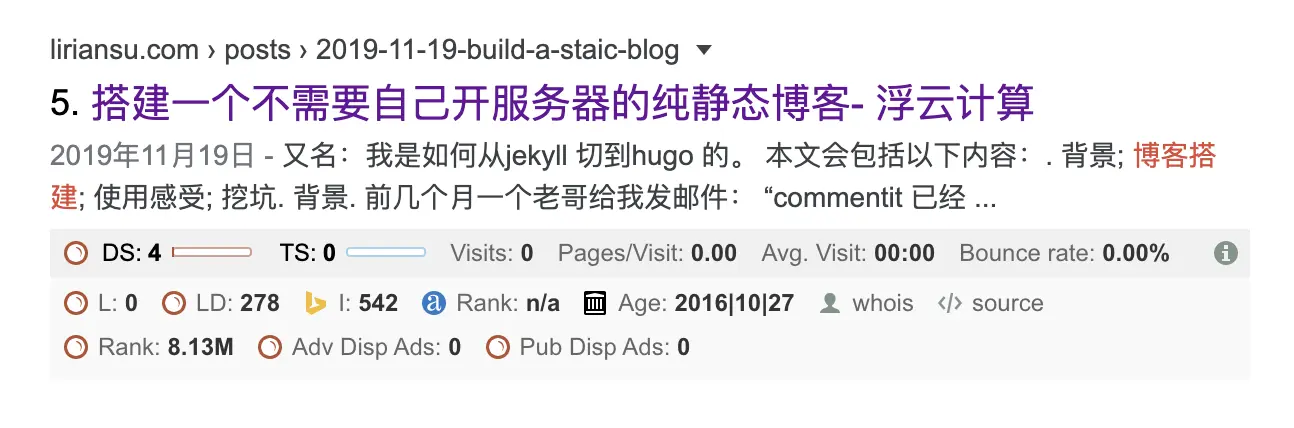 liriansu.com › posts › 2019-11-19-build-a-staic-blog
5. 搭建一个不需要自己开服务器的纯静态博客- 浮云计算
2019年11月19日 - 又名：我是如何从jekyll 切到hugo 的。 本文会包括以下内容：. 背景; 博客搭
建; 使用感受; 挖坑. 背景. 前几个月一个老哥给我发邮件： “commentit 已经 ...
DS: 4 TS: 0 Visits: 0 Pages/Visit: 0.00 Avg. Visit: 00:00 Bounce rate: 0.00%
L: 0 LD: 278 I: 542 Rank: n/a Age: 2016|10|27 whois </> source
Rank: 8.13M Adv Disp Ads: 0 Pub Disp Ads: 0